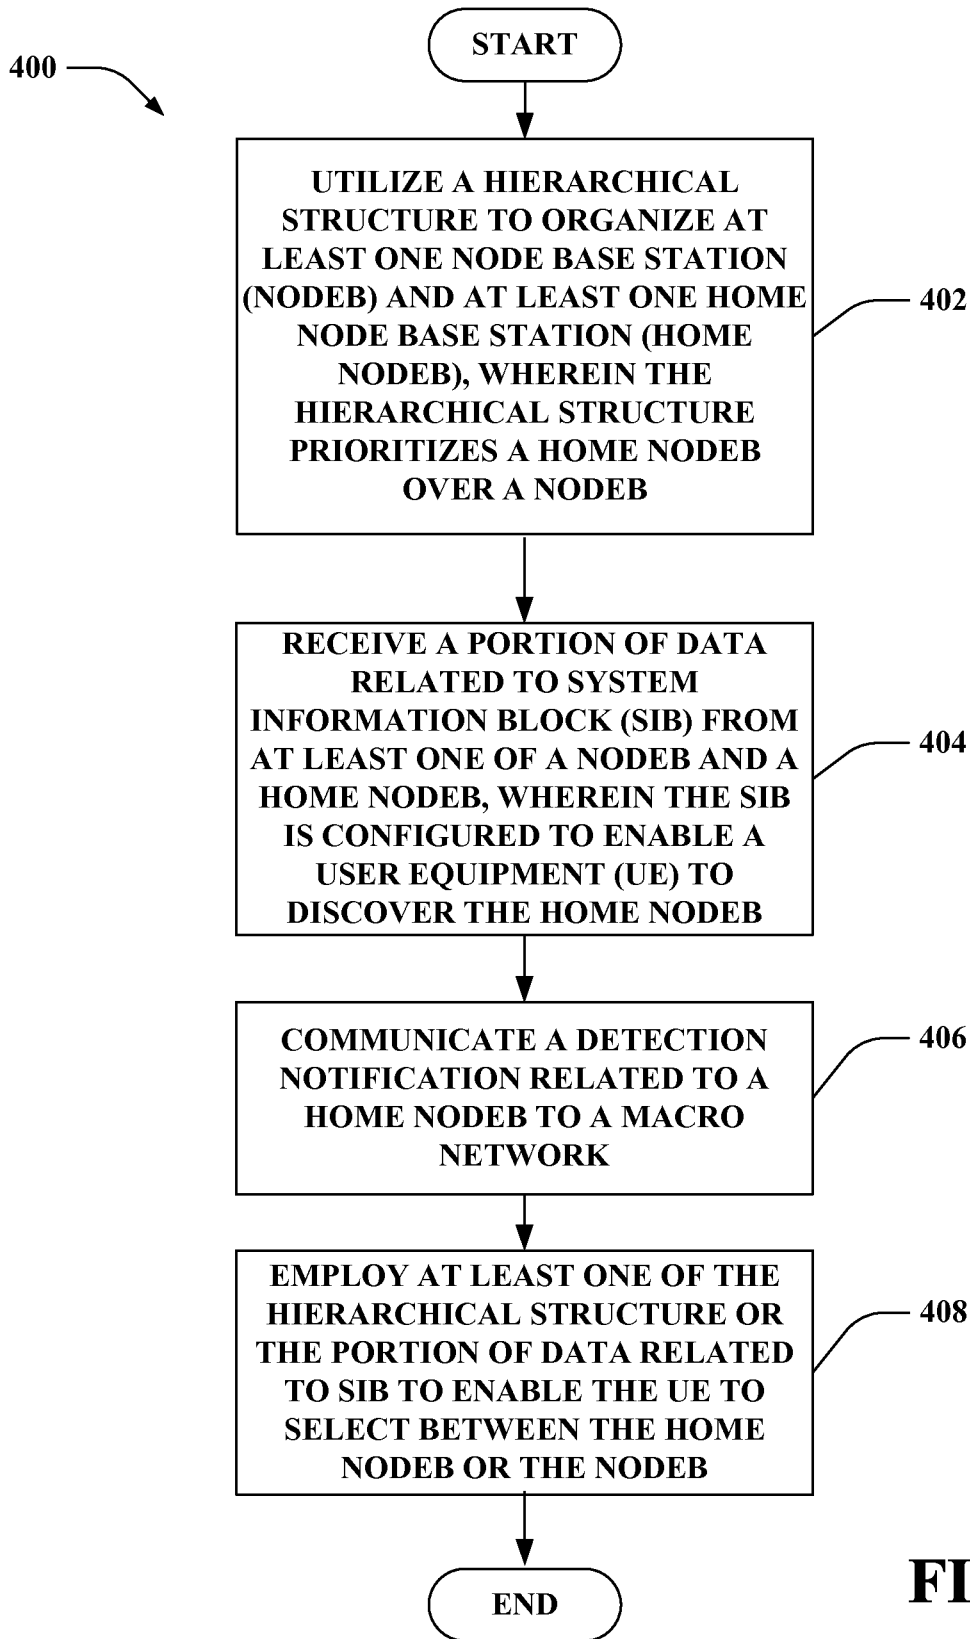 START
400
UTILIZE A HIERARCHICAL
STRUCTURE TO ORGANIZE AT
LEAST ONE NODE BASE STATION
(NODEB) AND AT LEAST ONE HOME
NODE BASE STATION (HOME
NODEB), WHEREIN THE
HIERARCHICAL STRUCTURE
PRIORITIZES A HOME NODEB
OVER A NODEB
402
RECEIVE A PORTION OF DATA
RELATED TO SYSTEM
INFORMATION BLOCK (SIB) FROM
AT LEAST ONE OF A NODEB AND A
HOME NODEB, WHEREIN THE SIB
IS CONFIGURED TO ENABLE A
USER EQUIPMENT (UE) TO
DISCOVER THE HOME NODEB
404
COMMUNICATE A DETECTION
NOTIFICATION RELATED TO A
HOME NODEB TO A MACRO
NETWORK
406
EMPLOY AT LEAST ONE OF THE
HIERARCHICAL STRUCTURE OR
THE PORTION OF DATA RELATED
TO SIB TO ENABLE THE UE TO
SELECT BETWEEN THE HOME
NODEB OR THE NODEB
408
END